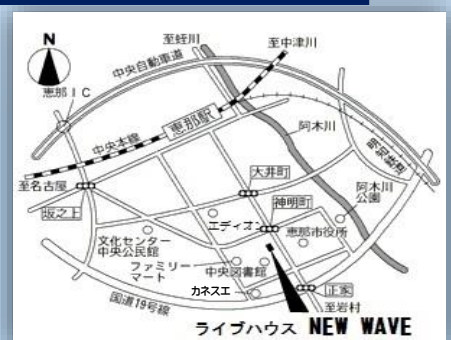 N
至蛭川
至中津川
中央自動車道
恵那IC
恵那駅
中央本線
阿木川
明知鉄道
至名古屋
大井町
阿木川
公園
神明町
坂之上
エディオン
文化センター
中央公民館
恵那市役所
ファミリー
マート
中央図書館
カネスエ
正家
国道19号線
至岩村
ライブハウス NEW WAVE